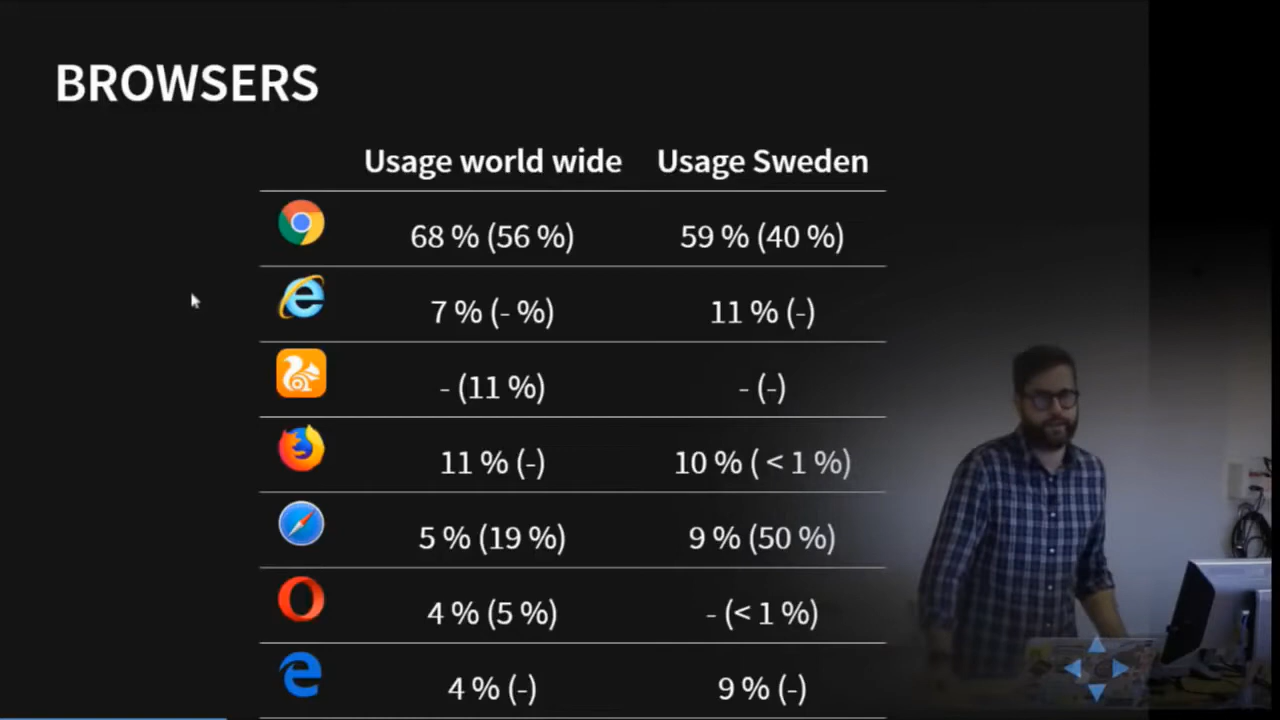 BROWSERS
Usage world wide Usage Sweden
68 % (56 %) 59 % (40 %)
7 % (- %) 11 % (-)
- (11 %) - (-)
11 % (-) 10 % ( < 1 %)
5 % (19 %) 9 % (50 %)
4 % (5 %) - (< 1 %)
4 % (-) 9 % (-)